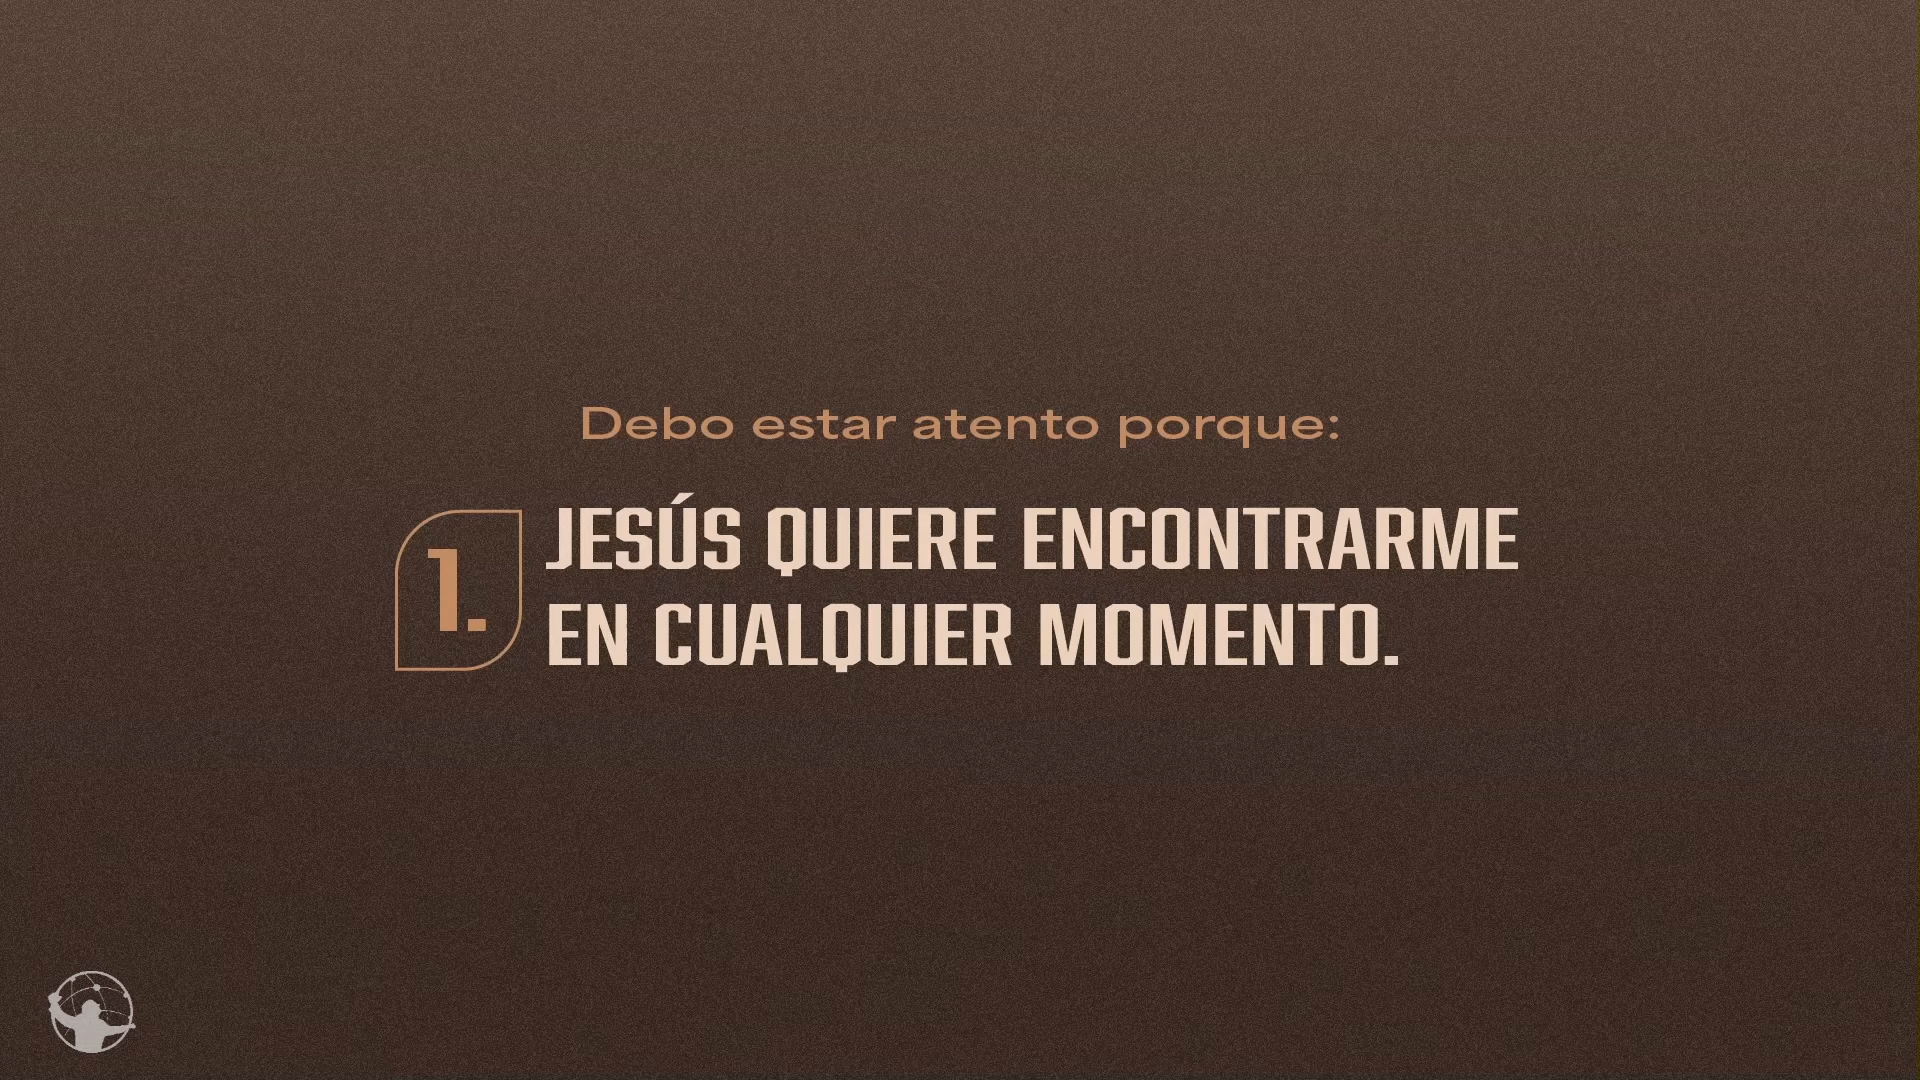 Debo estar atento porque:
1. JESÚS QUIERE ENCONTRARME
EN CUALQUIER MOMENTO.